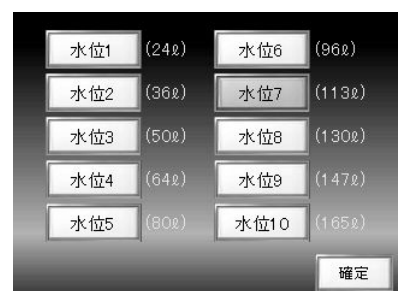 水位1 (24ℓ) 水位6 (96ℓ)
水位2 (36ℓ) 水位7 (113ℓ)
水位3 (50ℓ) 水位8 (130ℓ)
水位4 (64ℓ) 水位9 (147ℓ)
水位5 (80ℓ) 水位10 (165ℓ)
確定